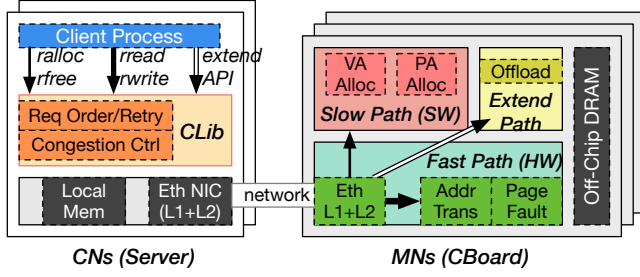 Client Process
ralloc
rfree
rread
rwrite
extend
API
Req Order/Retry
Congestion Ctrl
CLib
Local
Mem
Eth NIC
(L1+L2)
CNs (Server)
network
VA
Alloc
PA
Alloc
Slow Path (SW)
Offload
Extend
Path
Fast Path (HW)
Eth
L1+L2
Addr
Trans
Page
Fault
Off-Chip DRAM
MNs (CBoard)